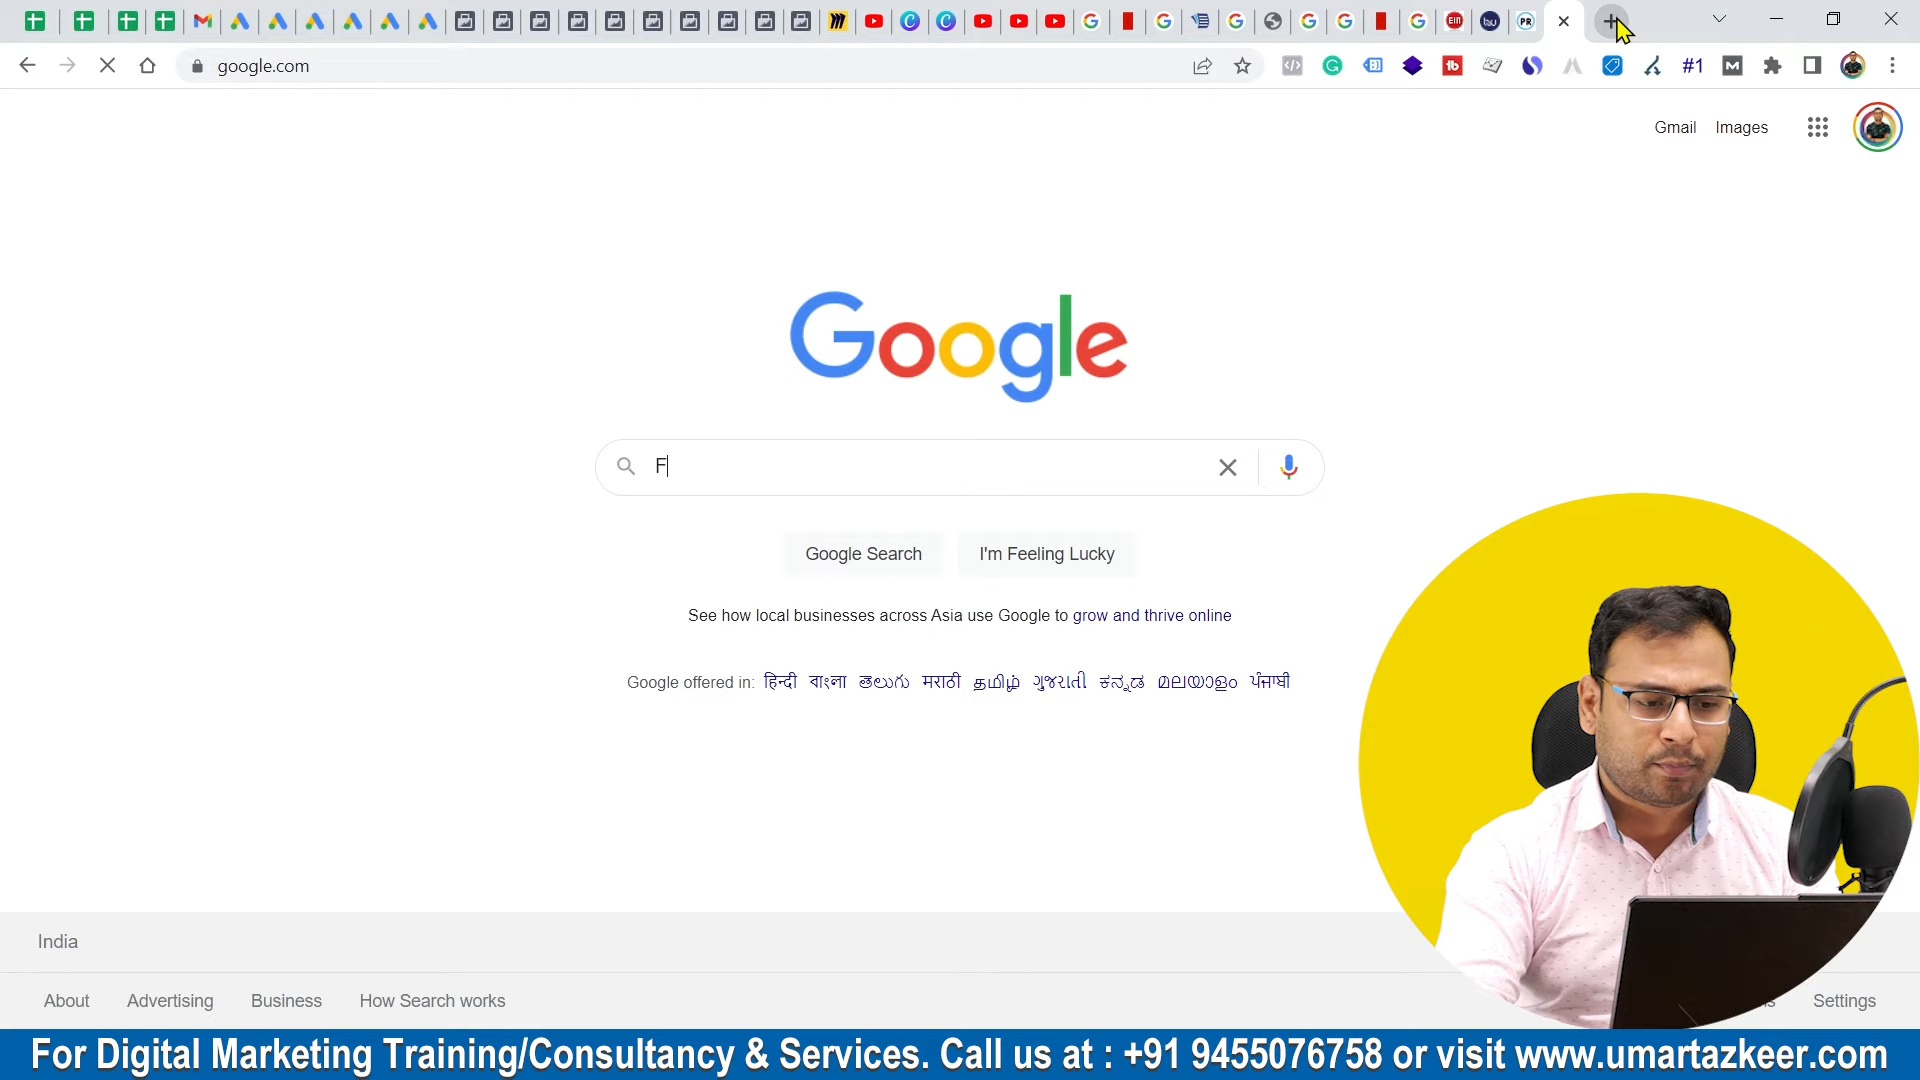 EIN
PR
google.com
#1
Gmail Images
Google
F
Google Search I'm Feeling Lucky
See how local businesses across Asia use Google to grow and thrive online
Google offered in: हिन्दी বাংলা తెలుగు मराठी தமிழ் ગુજરાતી ಕನ್ನಡ മലയാളം ਪੰਜਾਬੀ
India
About Advertising Business How Search works Settings
For Digital Marketing Training/Consultancy & Services. Call us at : +91 9455076758 or visit www.umartazkeer.com